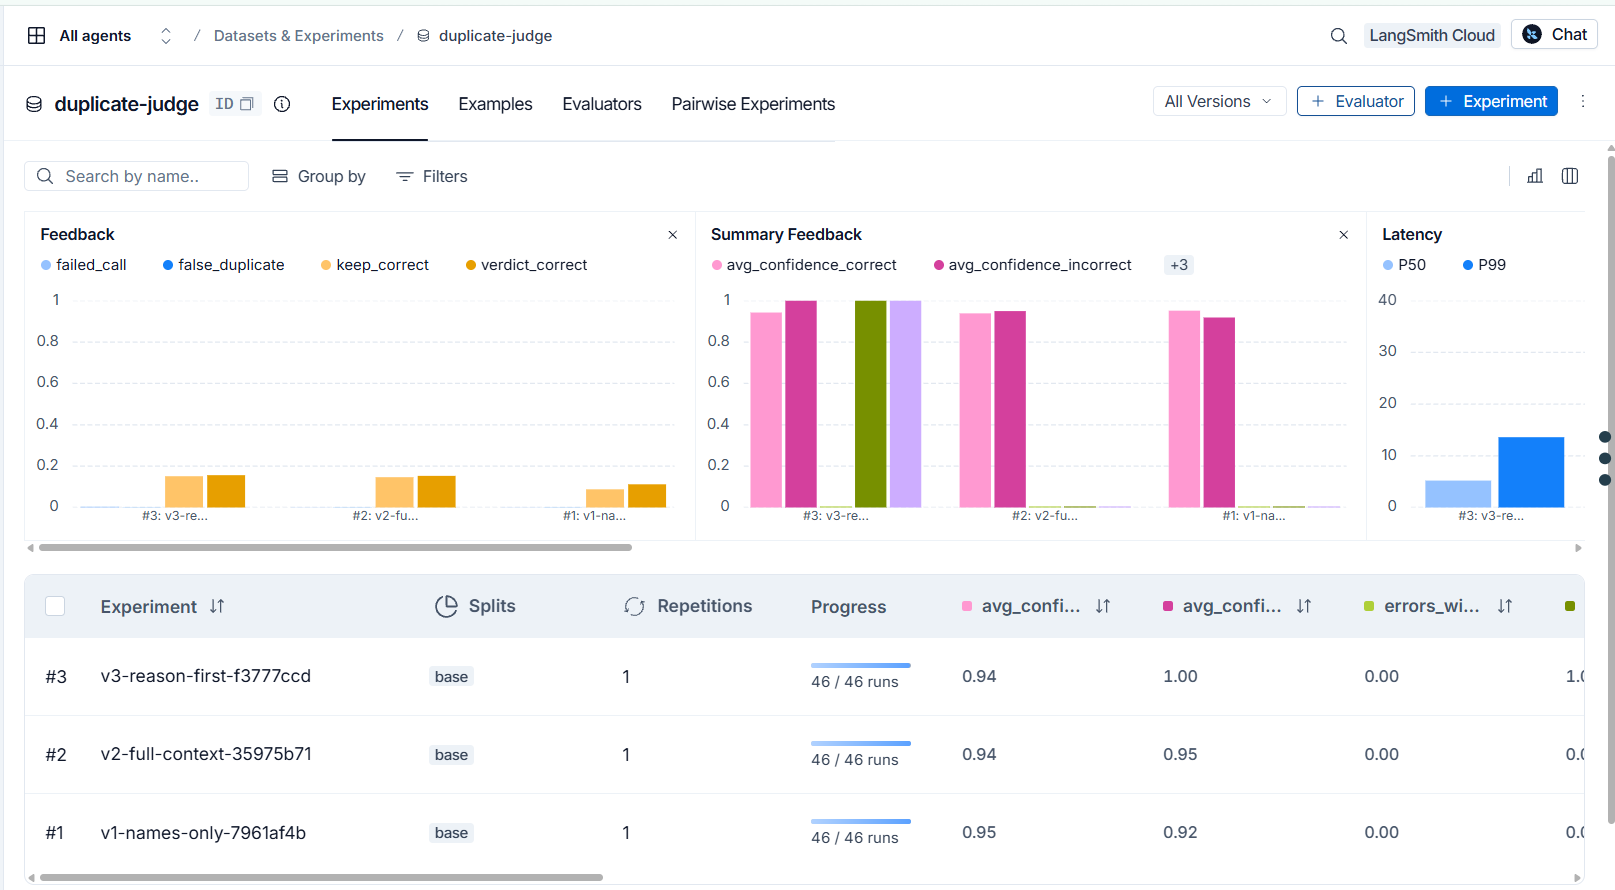 All agents / Datasets & Experiments / duplicate-judge LangSmith Cloud Chat
duplicate-judge ID Experiments Examples Evaluators Pairwise Experiments All Versions + Evaluator + Experiment
Search by name.. Group by Filters
Feedback
failed_call false_duplicate keep_correct verdict_correct
1
0.8
0.6
0.4
0.2
0
#3: v3-re... #2: v2-fu... #1: v1-na...
Summary Feedback
avg_confidence_correct avg_confidence_incorrect +3
1
0.8
0.6
0.4
0.2
0
#3: v3-re... #2: v2-fu... #1: v1-na...
Latency
P50 P99
40
30
20
10
0
#3: v3-re...
Experiment Splits Repetitions Progress avg_confi... avg_confi... errors_wi...
#3 v3-reason-first-f3777ccd base 1 46 / 46 runs 0.94 1.00 0.00
#2 v2-full-context-35975b71 base 1 46 / 46 runs 0.94 0.95 0.00
#1 v1-names-only-7961af4b base 1 46 / 46 runs 0.95 0.92 0.00